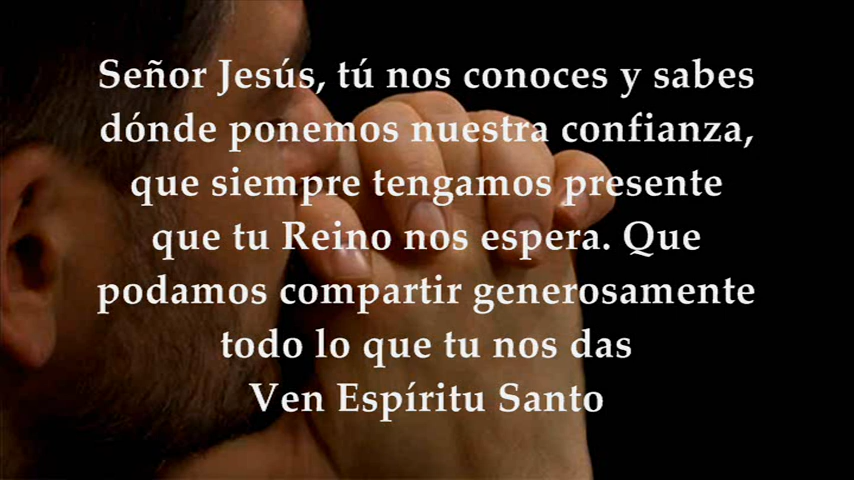 Señor Jesús, tú nos conoces y sabes
dónde ponemos nuestra confianza,
que siempre tengamos presente
que tu Reino nos espera. Que
podamos compartir generosamente
todo lo que tu nos das
Ven Espíritu Santo